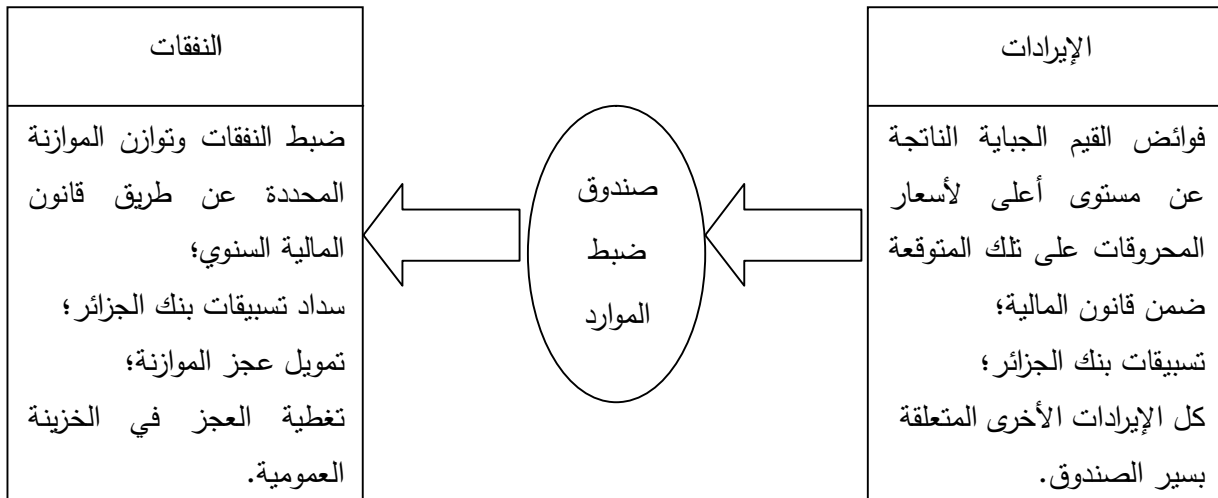 الإيرادات
فوائض القيم الجباية الناتجة
عن مستوى أعلى لأسعار
المحروقات على تلك المتوقعة
ضمن قانون المالية؛
تسبيقات بنك الجزائر؛
كل الإيرادات الأخرى المتعلقة
بسير الصندوق.
صندوق
ضبط
الموارد
النفقات
ضبط النفقات وتوازن الموازنة
المحددة عن طريق قانون
المالية السنوي؛
سداد تسبيقات بنك الجزائر؛
تمويل عجز الموازنة؛
تغطية العجز في الخزينة
العمومية.